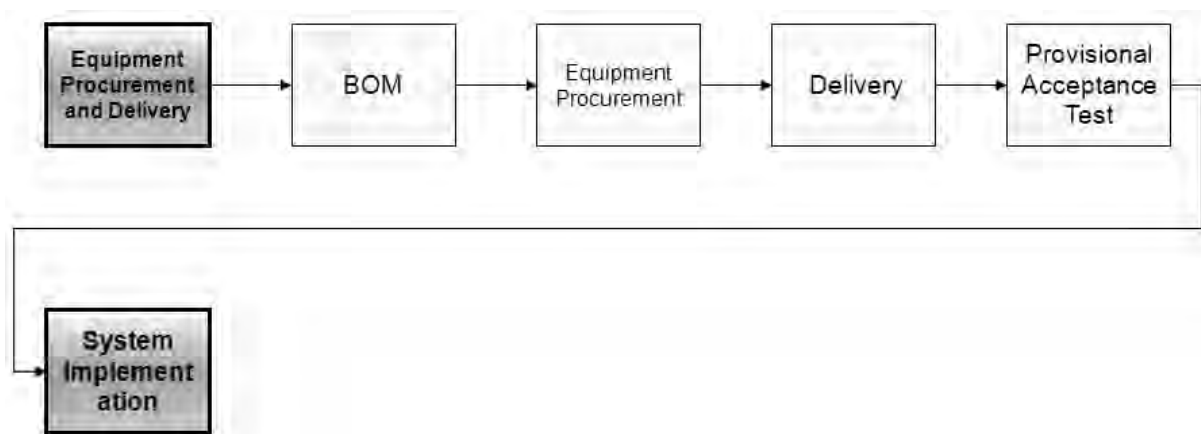 Equipment
Procurement
and Delivery
BOM
Equipment
Procurement
Delivery
Provisional
Acceptance
Test
System
Implement
ation